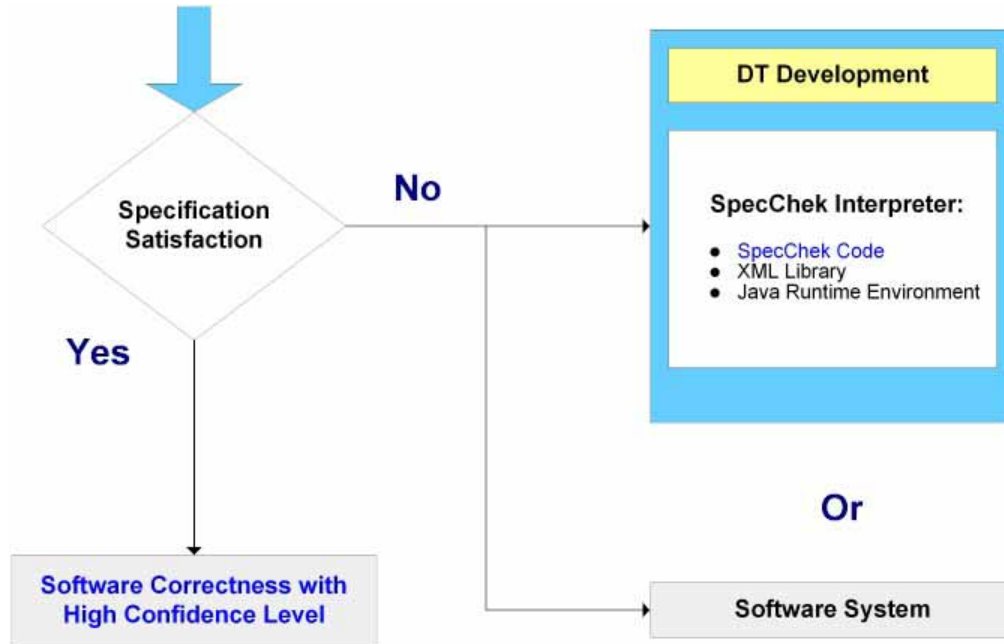 DT Development
Specification
Satisfaction
No
SpecChek Interpreter:
● SpecChek Code
● XML Library
● Java Runtime Environment
Yes
Or
Software Correctness with
High Confidence Level
Software System